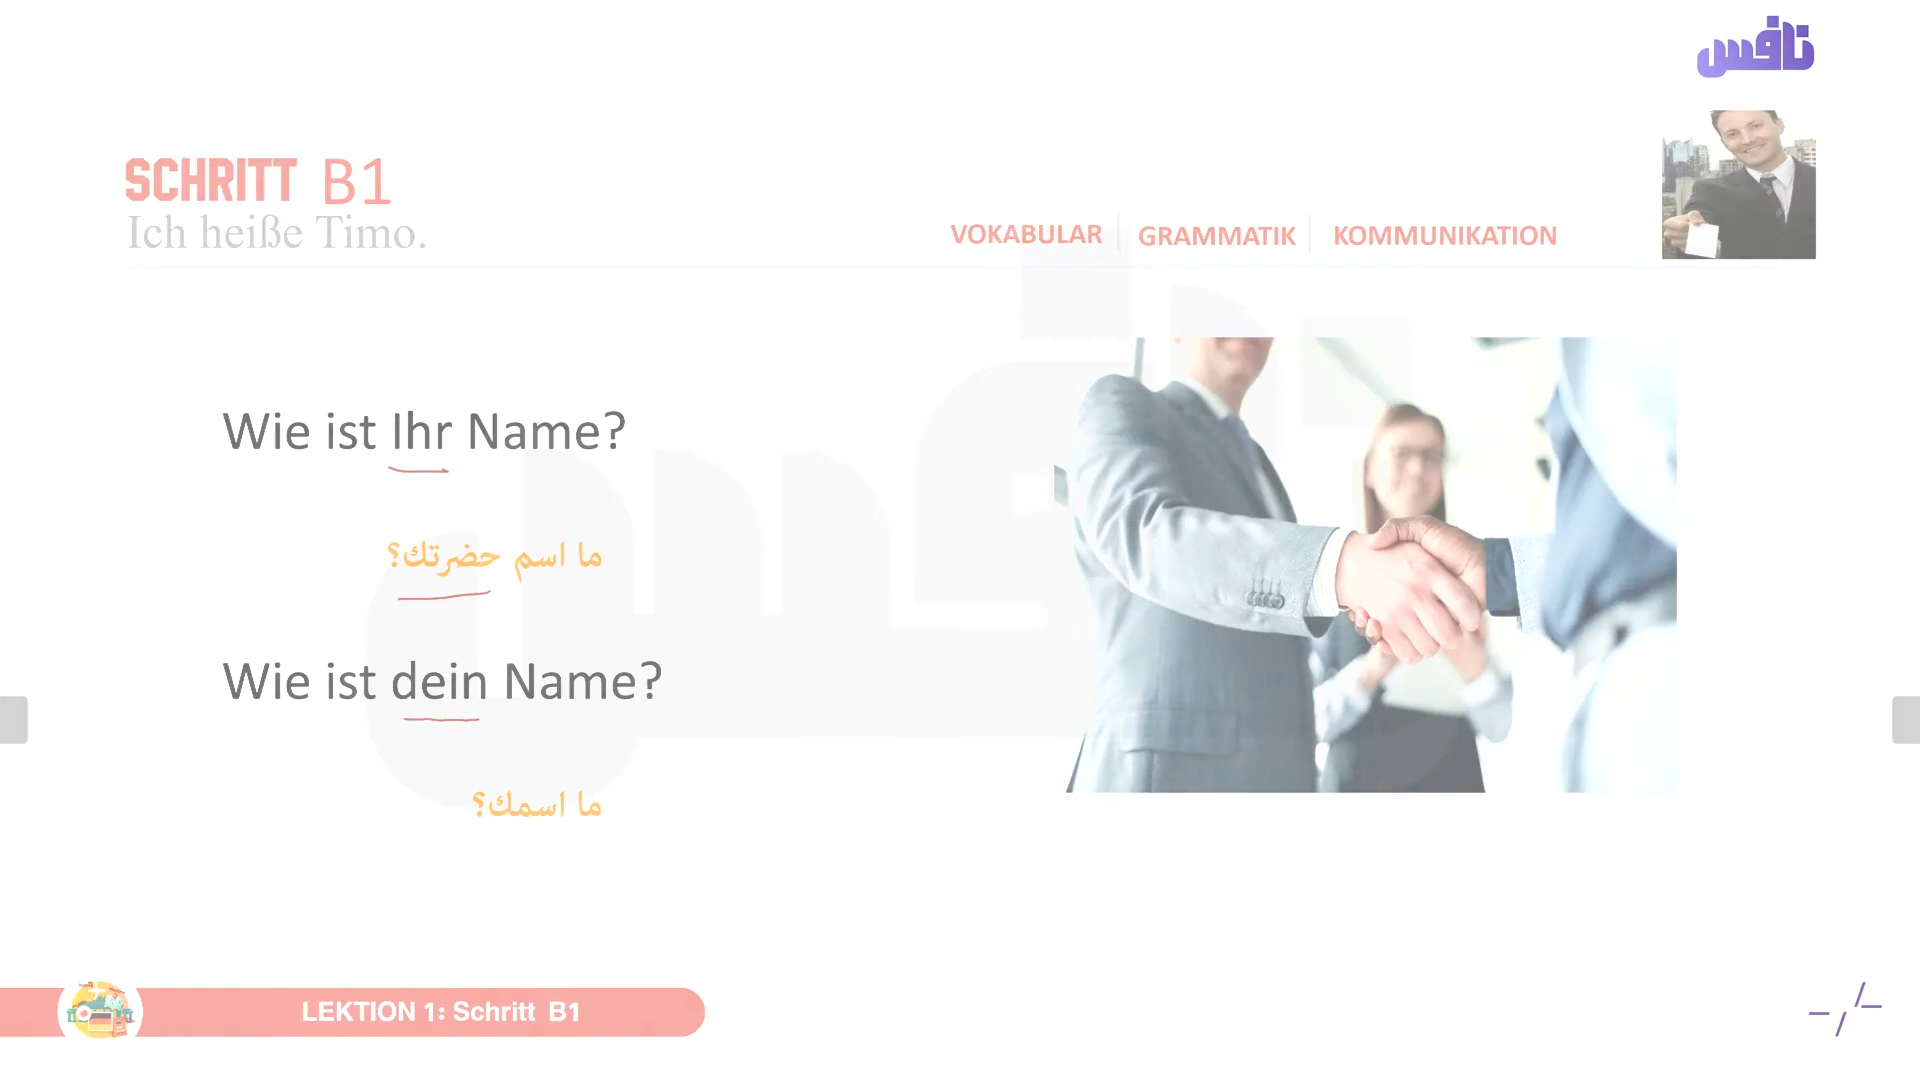 نافس
SCHRITT B1
Ich heiße Timo.
VOKABULAR
GRAMMATIK
KOMMUNIKATION
Wie ist Ihr Name?
ما اسم حضرتك؟
Wie ist dein Name?
ما اسمك؟
LEKTION 1: Schritt B1